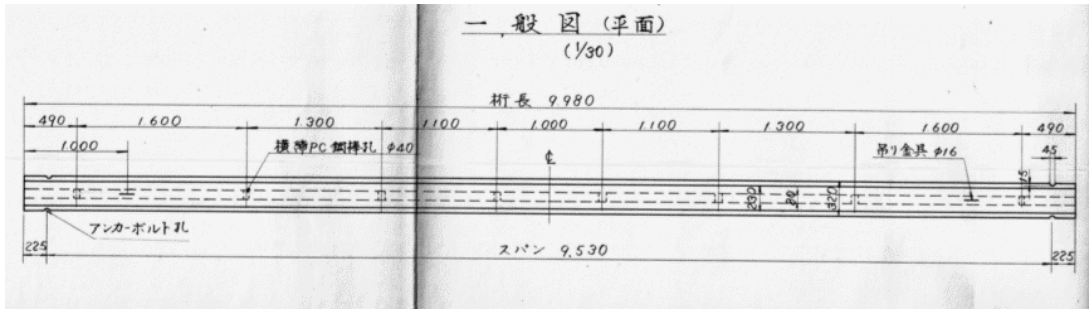 一般図 (平面)
(1/30)
桁長 9.980
490 1.600 1.300 1.100 1.000 1.100 1.300 1.600 490
1.000 横締PC鋼棒孔 φ40 ℄ 吊り金具 φ16 45
230 80 320
アンカーボルト孔
225 スパン 9.530 225